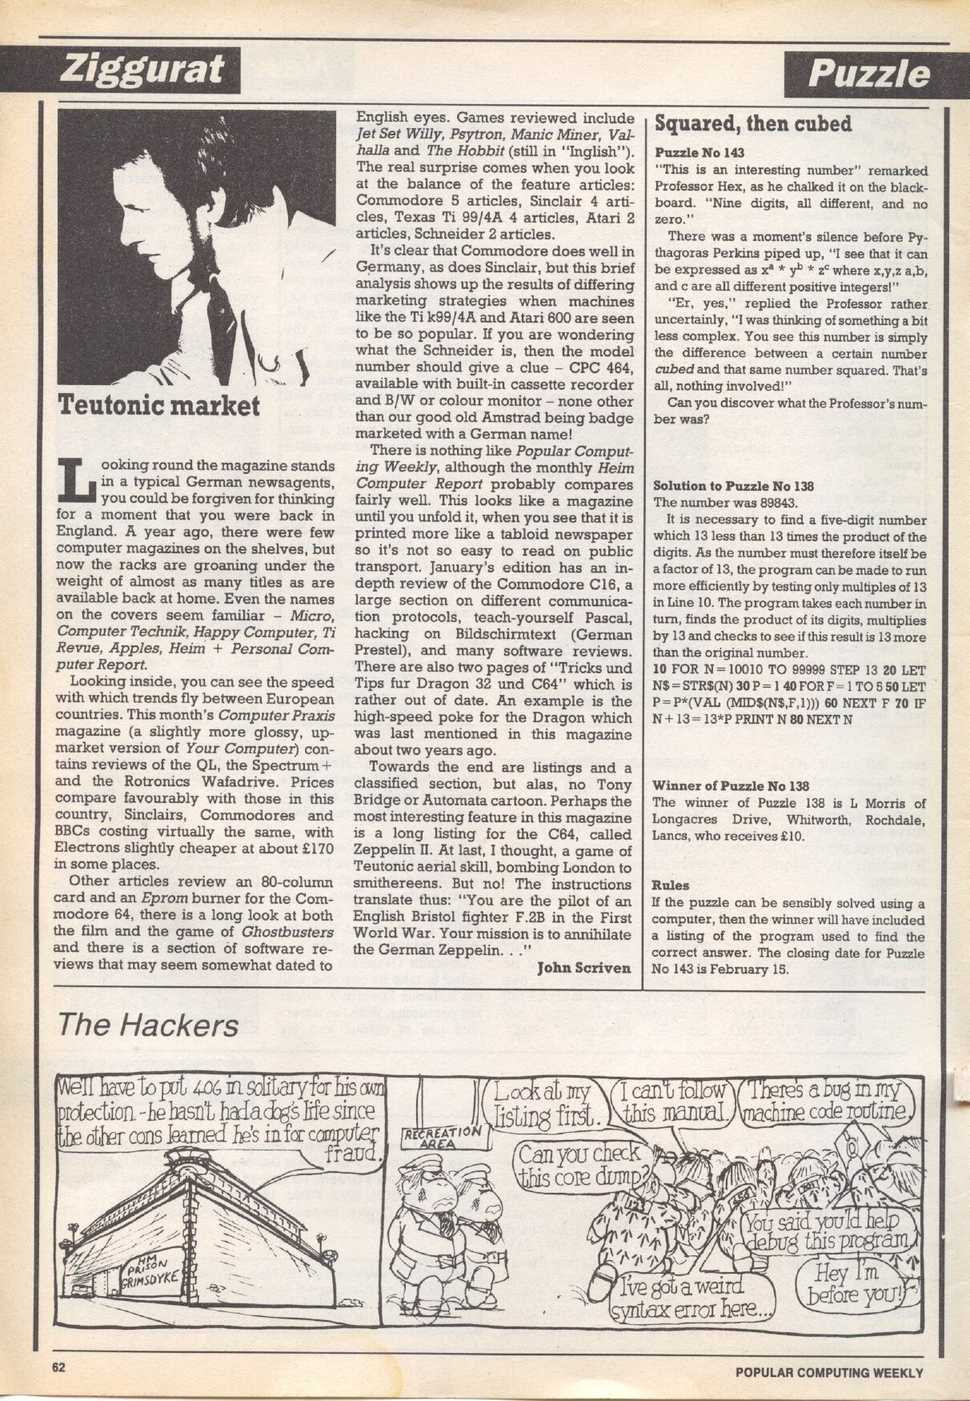 Ziggurat
Puzzle
Teutonic market
Looking round the magazine stands
in a typical German newsagents,
you could be forgiven for thinking
for a moment that you were back in
England. A year ago, there were few
computer magazines on the shelves, but
now the racks are groaning under the
weight of almost as many titles as are
available back at home. Even the names
on the covers seem familiar – Micro,
Computer Technik, Happy Computer, Ti
Revue, Apples, Heim + Personal Com-
puter Report.
Looking inside, you can see the speed
with which trends fly between European
countries. This month's Computer Praxis
magazine (a slightly more glossy, up-
market version of Your Computer) con-
tains reviews of the QL, the Spectrum+
and the Rotronics Wafadrive. Prices
compare favourably with those in this
country, Sinclairs, Commodores and
BBCs costing virtually the same, with
Electrons slightly cheaper at about £170
in some places.
Other articles review an 80-column
card and an Eprom burner for the Com-
modore 64, there is a long look at both
the film and the game of Ghostbusters
and there is a section of software re-
views that may seem somewhat dated to
English eyes. Games reviewed include
Jet Set Willy, Psytron, Manic Miner, Val-
halla and The Hobbit (still in "Inglish").
The real surprise comes when you look
at the balance of the feature articles:
Commodore 5 articles, Sinclair 4 arti-
cles, Texas Ti 99/4A 4 articles, Atari 2
articles, Schneider 2 articles.
It's clear that Commodore does well in
Germany, as does Sinclair, but this brief
analysis shows up the results of differing
marketing strategies when machines
like the Ti k99/4A and Atari 600 are seen
to be so popular. If you are wondering
what the Schneider is, then the model
number should give a clue – CPC 464,
available with built-in cassette recorder
and B/W or colour monitor – none other
than our good old Amstrad being badge
marketed with a German name!
There is nothing like Popular Comput-
ing Weekly, although the monthly Heim
Computer Report probably compares
fairly well. This looks like a magazine
until you unfold it, when you see that it is
printed more like a tabloid newspaper
so it's not so easy to read on public
transport. January's edition has an in-
depth review of the Commodore C16, a
large section on different communica-
tion protocols, teach-yourself Pascal,
hacking on Bildschirmtext (German
Prestel), and many software reviews.
There are also two pages of "Tricks und
Tips fur Dragon 32 und C64" which is
rather out of date. An example is the
high-speed poke for the Dragon which
was last mentioned in this magazine
about two years ago.
Towards the end are listings and a
classified section, but alas, no Tony
Bridge or Automata cartoon. Perhaps the
most interesting feature in this magazine
is a long listing for the C64, called
Zeppelin II. At last, I thought, a game of
Teutonic aerial skill, bombing London to
smithereens. But no! The instructions
translate thus: "You are the pilot of an
English Bristol fighter F.2B in the First
World War. Your mission is to annihilate
the German Zeppelin. . ."
John Scriven
Squared, then cubed
Puzzle No 143
"This is an interesting number" remarked
Professor Hex, as he chalked it on the black-
board. "Nine digits, all different, and no
zero."
There was a moment's silence before Py-
thagoras Perkins piped up, "I see that it can
be expressed as xᵃ * yᵇ * zᶜ where x,y,z a,b,
and c are all different positive integers!"
"Er, yes," replied the Professor rather
uncertainly, "I was thinking of something a bit
less complex. You see this number is simply
the difference between a certain number
cubed and that same number squared. That's
all, nothing involved!"
Can you discover what the Professor's num-
ber was?
Solution to Puzzle No 138
The number was 89843.
It is necessary to find a five-digit number
which 13 less than 13 times the product of the
digits. As the number must therefore itself be
a factor of 13, the program can be made to run
more efficiently by testing only multiples of 13
in Line 10. The program takes each number in
turn, finds the product of its digits, multiplies
by 13 and checks to see if this result is 13 more
than the original number.
10 FOR N=10010 TO 99999 STEP 13 20 LET
N$=STR$(N) 30 P=1 40 FOR F=1 TO 5 50 LET
P=P*(VAL (MID$(N$,F,1))) 60 NEXT F 70 IF
N+13=13*P PRINT N 80 NEXT N
Winner of Puzzle No 138
The winner of Puzzle 138 is L Morris of
Longacres Drive, Whitworth, Rochdale,
Lancs, who receives £10.
Rules
If the puzzle can be sensibly solved using a
computer, then the winner will have included
a listing of the program used to find the
correct answer. The closing date for Puzzle
No 143 is February 15.
The Hackers
We'll have to put 406 in solitary for his own
protection - he hasn't had a dog's life since
the other cons learned he's in for computer
fraud.
HM
PRISON
GRIMSDYKE
RECREATION
AREA
Look at my
listing first.
I can't follow
this manual.
There's a bug in my
machine code routine.
Can you check
this core dump?
You said you'd help
debug this program
I've got a weird
syntax error here...
Hey I'm
before you!
62
POPULAR COMPUTING WEEKLY